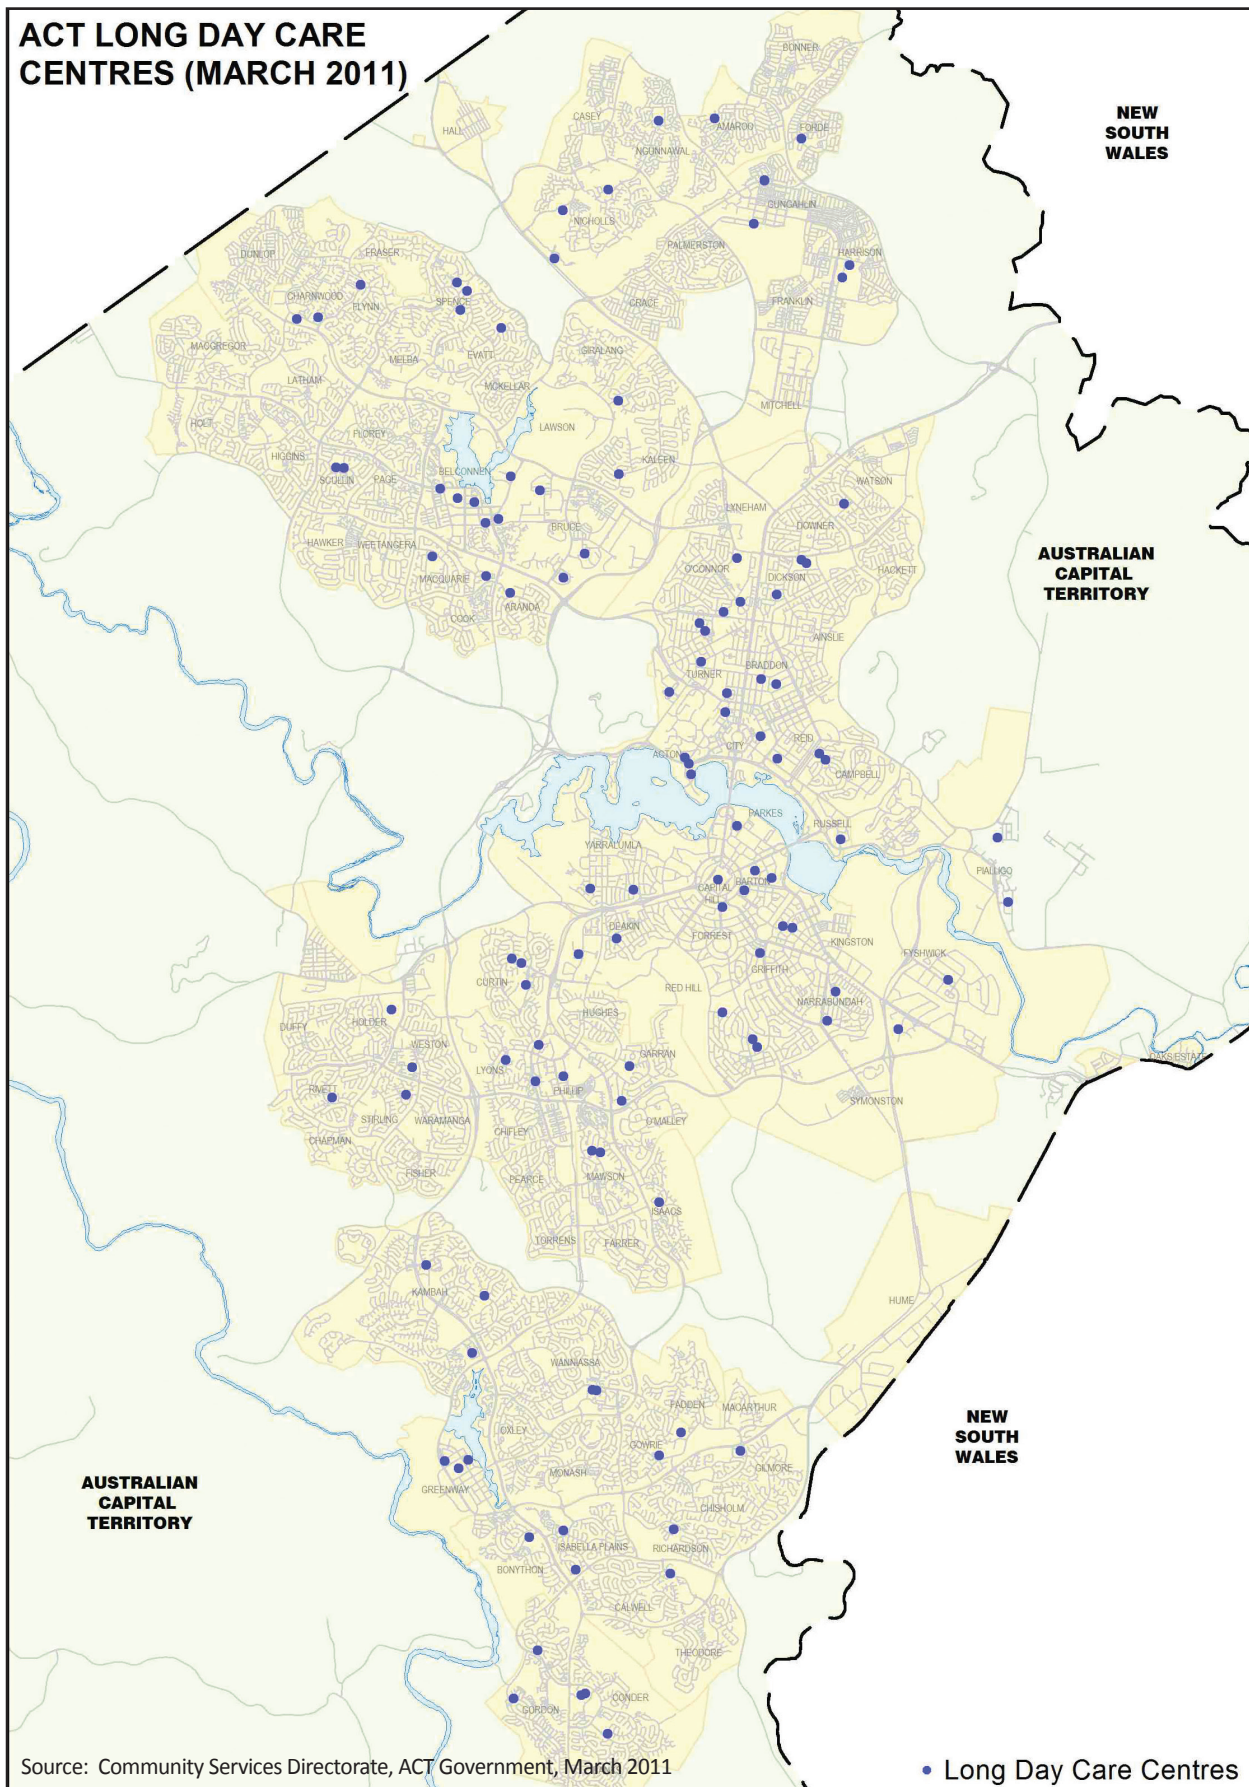 ACT LONG DAY CARE
CENTRES (MARCH 2011)
BONNER
NEW
SOUTH
WALES
CASEY
AMAROO
HALL
FORDE
NGUNNAWAL
GUNGAHLIN
NICHOLLS
PALMERSTON
HARRISON
FRASER
DUNLOP
CHARNWOOD
FLYNN
SPENCE
CRACE
FRANKLIN
MACGREGOR
MELBA
EVATT
GIRALANG
LATHAM
MCKELLAR
MITCHELL
HOLT
LAWSON
FLOREY
HIGGINS
BELCONNEN
KALEEN
SCULLIN
PAGE
WATSON
LYNEHAM
BRUCE
DOWNER
HAWKER
WEETANGERA
AUSTRALIAN
CAPITAL
TERRITORY
O'CONNOR
DICKSON
HACKETT
MACQUARIE
ARANDA
COOK
AINSLIE
TURNER
BRADDON
REID
ACTON
CITY
CAMPBELL
PARKES
RUSSELL
YARRALUMLA
PIALLIGO
CAPITAL
HILL
BARTON
DEAKIN
FORREST
KINGSTON
FYSHWICK
GRIFFITH
CURTIN
RED HILL
NARRABUNDAH
HUGHES
DUFFY
HOLDER
WESTON
GARRAN
OAKS ESTATE
LYONS
RIVETT
PHILLIP
SYMONSTON
STIRLING
WARAMANGA
O'MALLEY
CHIFLEY
CHAPMAN
FISHER
PEARCE
MAWSON
ISAACS
TORRENS
FARRER
KAMBAH
HUME
WANNIASSA
FADDEN
MACARTHUR
NEW
SOUTH
WALES
OXLEY
GOWRIE
MONASH
GILMORE
AUSTRALIAN
CAPITAL
TERRITORY
GREENWAY
CHISHOLM
ISABELLA PLAINS
RICHARDSON
BONYTHON
CALWELL
THEODORE
CONDER
GORDON
Source: Community Services Directorate, ACT Government, March 2011
Long Day Care Centres